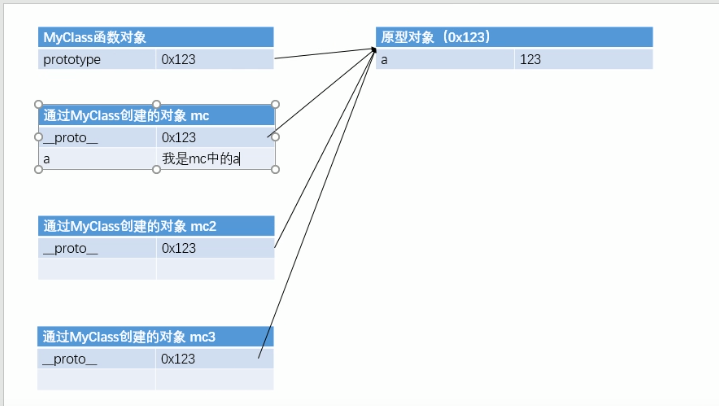 MyClass函数对象
prototype 0x123
原型对象（0x123）
a 123
通过MyClass创建的对象 mc
__proto__ 0x123
a 我是mc中的a
通过MyClass创建的对象 mc2
__proto__ 0x123
通过MyClass创建的对象 mc3
__proto__ 0x123